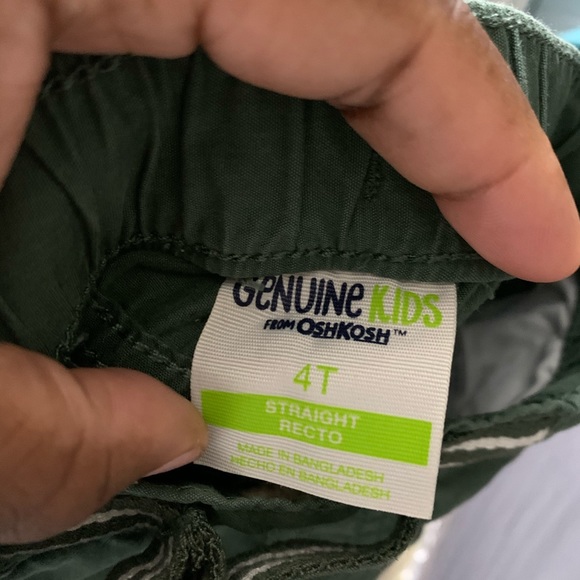 GENUINE KIDS
FROM OSHKOSH™
4T
STRAIGHT
RECTO
MADE IN BANGLADESH
HECHO EN BANGLADESH